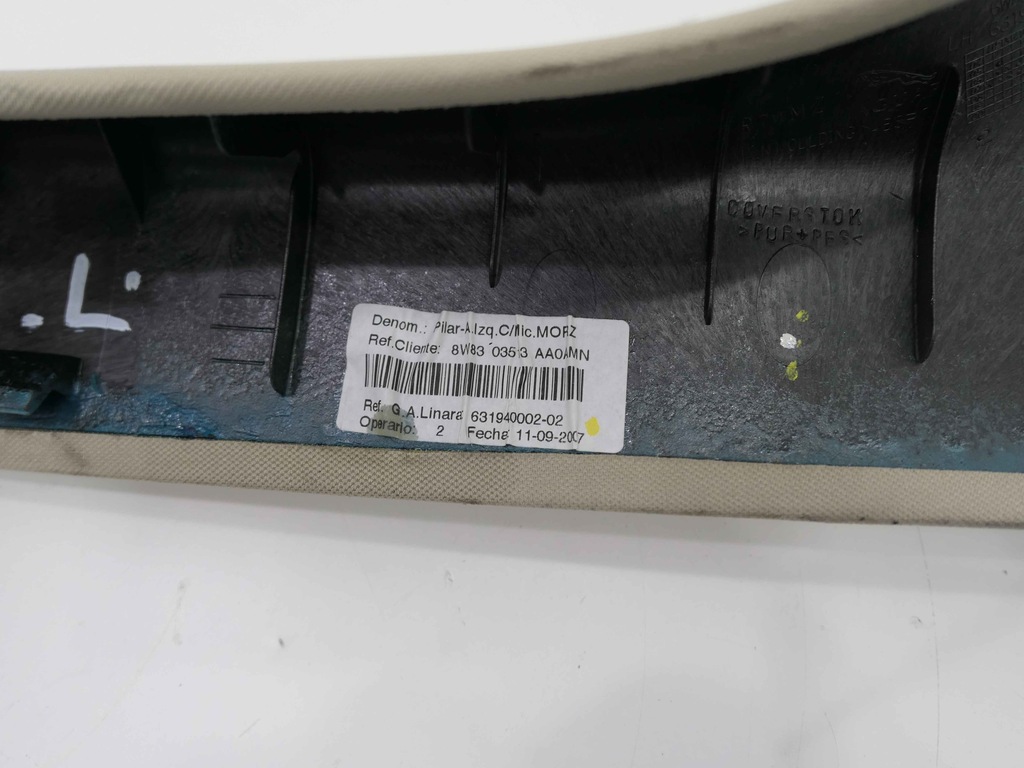 COVERSTOK
>PUR+PES<
.L.
Denom.: Pilar-A.Izq.C/Mic.MORZ
Ref.Cliente: 8W83 03513 AA0AMN
Ref. G.A.Linara 631940002-02
Operario: 2 Fecha 11-09-2007